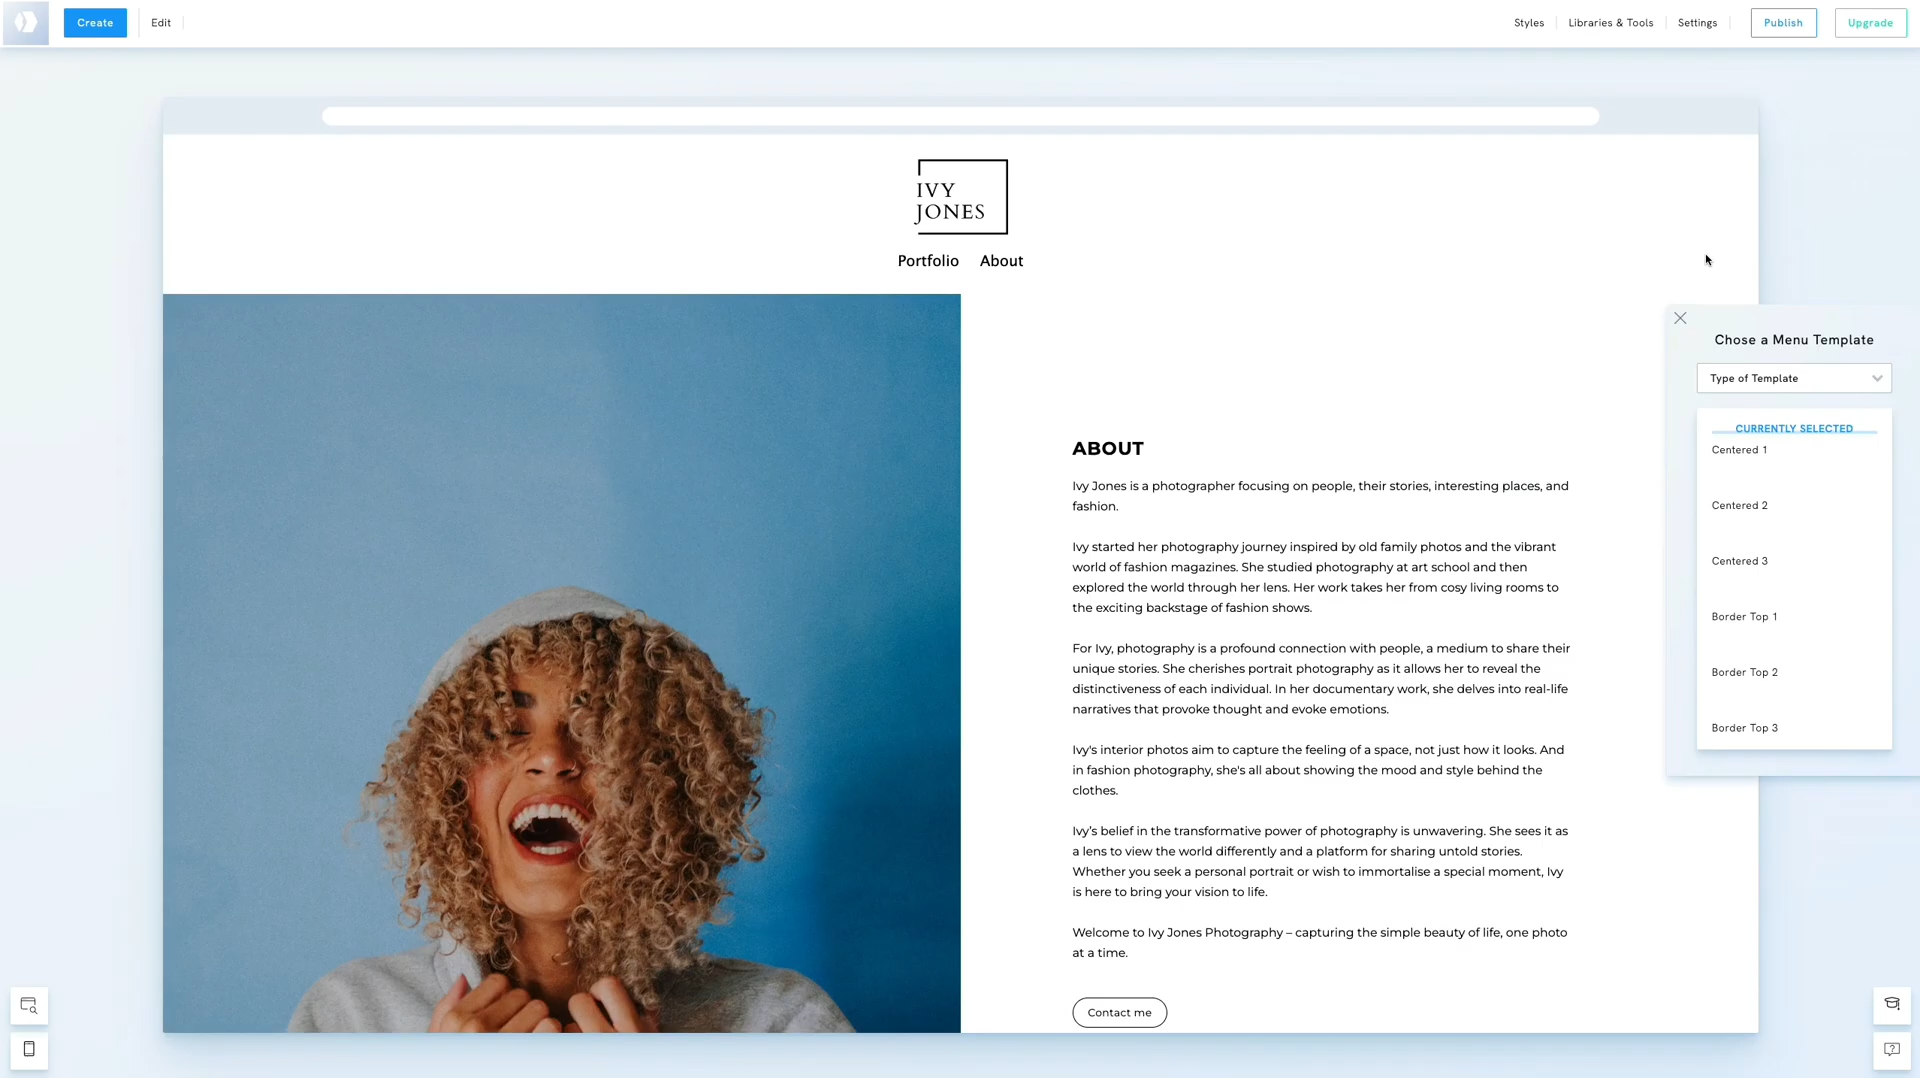 Create
Edit
Styles
Libraries & Tools
Settings
Publish
Upgrade
IVY
JONES
Portfolio
About
Chose a Menu Template
Type of Template
CURRENTLY SELECTED
Centered 1
Centered 2
Centered 3
Border Top 1
Border Top 2
Border Top 3
ABOUT
Ivy Jones is a photographer focusing on people, their stories, interesting places, and
fashion.
Ivy started her photography journey inspired by old family photos and the vibrant
world of fashion magazines. She studied photography at art school and then
explored the world through her lens. Her work takes her from cosy living rooms to
the exciting backstage of fashion shows.
For Ivy, photography is a profound connection with people, a medium to share their
unique stories. She cherishes portrait photography as it allows her to reveal the
distinctiveness of each individual. In her documentary work, she delves into real-life
narratives that provoke thought and evoke emotions.
Ivy's interior photos aim to capture the feeling of a space, not just how it looks. And
in fashion photography, she's all about showing the mood and style behind the
clothes.
Ivy's belief in the transformative power of photography is unwavering. She sees it as
a lens to view the world differently and a platform for sharing untold stories.
Whether you seek a personal portrait or wish to immortalise a special moment, Ivy
is here to bring your vision to life.
Welcome to Ivy Jones Photography – capturing the simple beauty of life, one photo
at a time.
Contact me